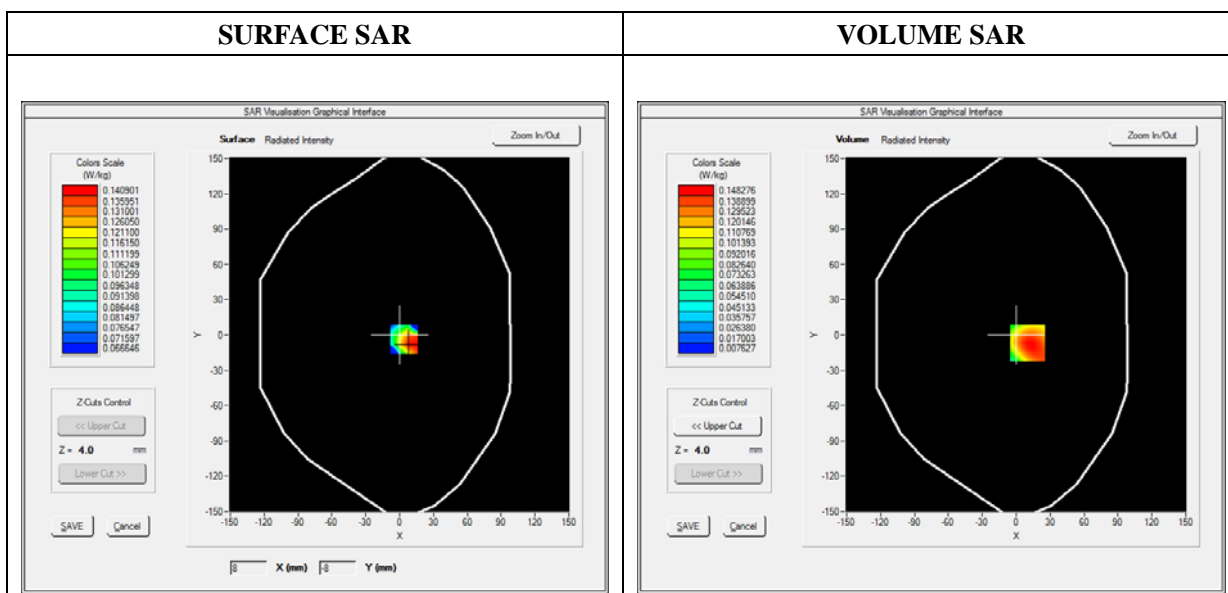 SURFACE SAR
VOLUME SAR
SAR Visualisation Graphical Interface
Surface Radiated Intensity
Zoom In/Out
Colors Scale
(W/kg)
0.140901
0.135951
0.131001
0.126050
0.121100
0.116150
0.111199
0.106249
0.101299
0.096348
0.091398
0.086448
0.081497
0.076547
0.071597
0.066646
Z-Cuts Control
<< Upper Cut
Z = 4.0 mm
Lower Cut >>
SAVE Cancel
150
120
90
60
30
0
-30
-60
-90
-120
-150
Y
-150 -120 -90 -60 -30 0 30 60 90 120 150
X
8 X (mm) -8 Y (mm)
SAR Visualisation Graphical Interface
Volume Radiated Intensity
Zoom In/Out
Colors Scale
(W/kg)
0.148276
0.138899
0.129523
0.120146
0.110769
0.101393
0.092016
0.082640
0.073263
0.063886
0.054510
0.045133
0.035757
0.026380
0.017003
0.007627
Z-Cuts Control
<< Upper Cut
Z = 4.0 mm
Lower Cut >>
SAVE Cancel
150
120
90
60
30
0
-30
-60
-90
-120
-150
Y
-150 -120 -90 -60 -30 0 30 60 90 120 150
X